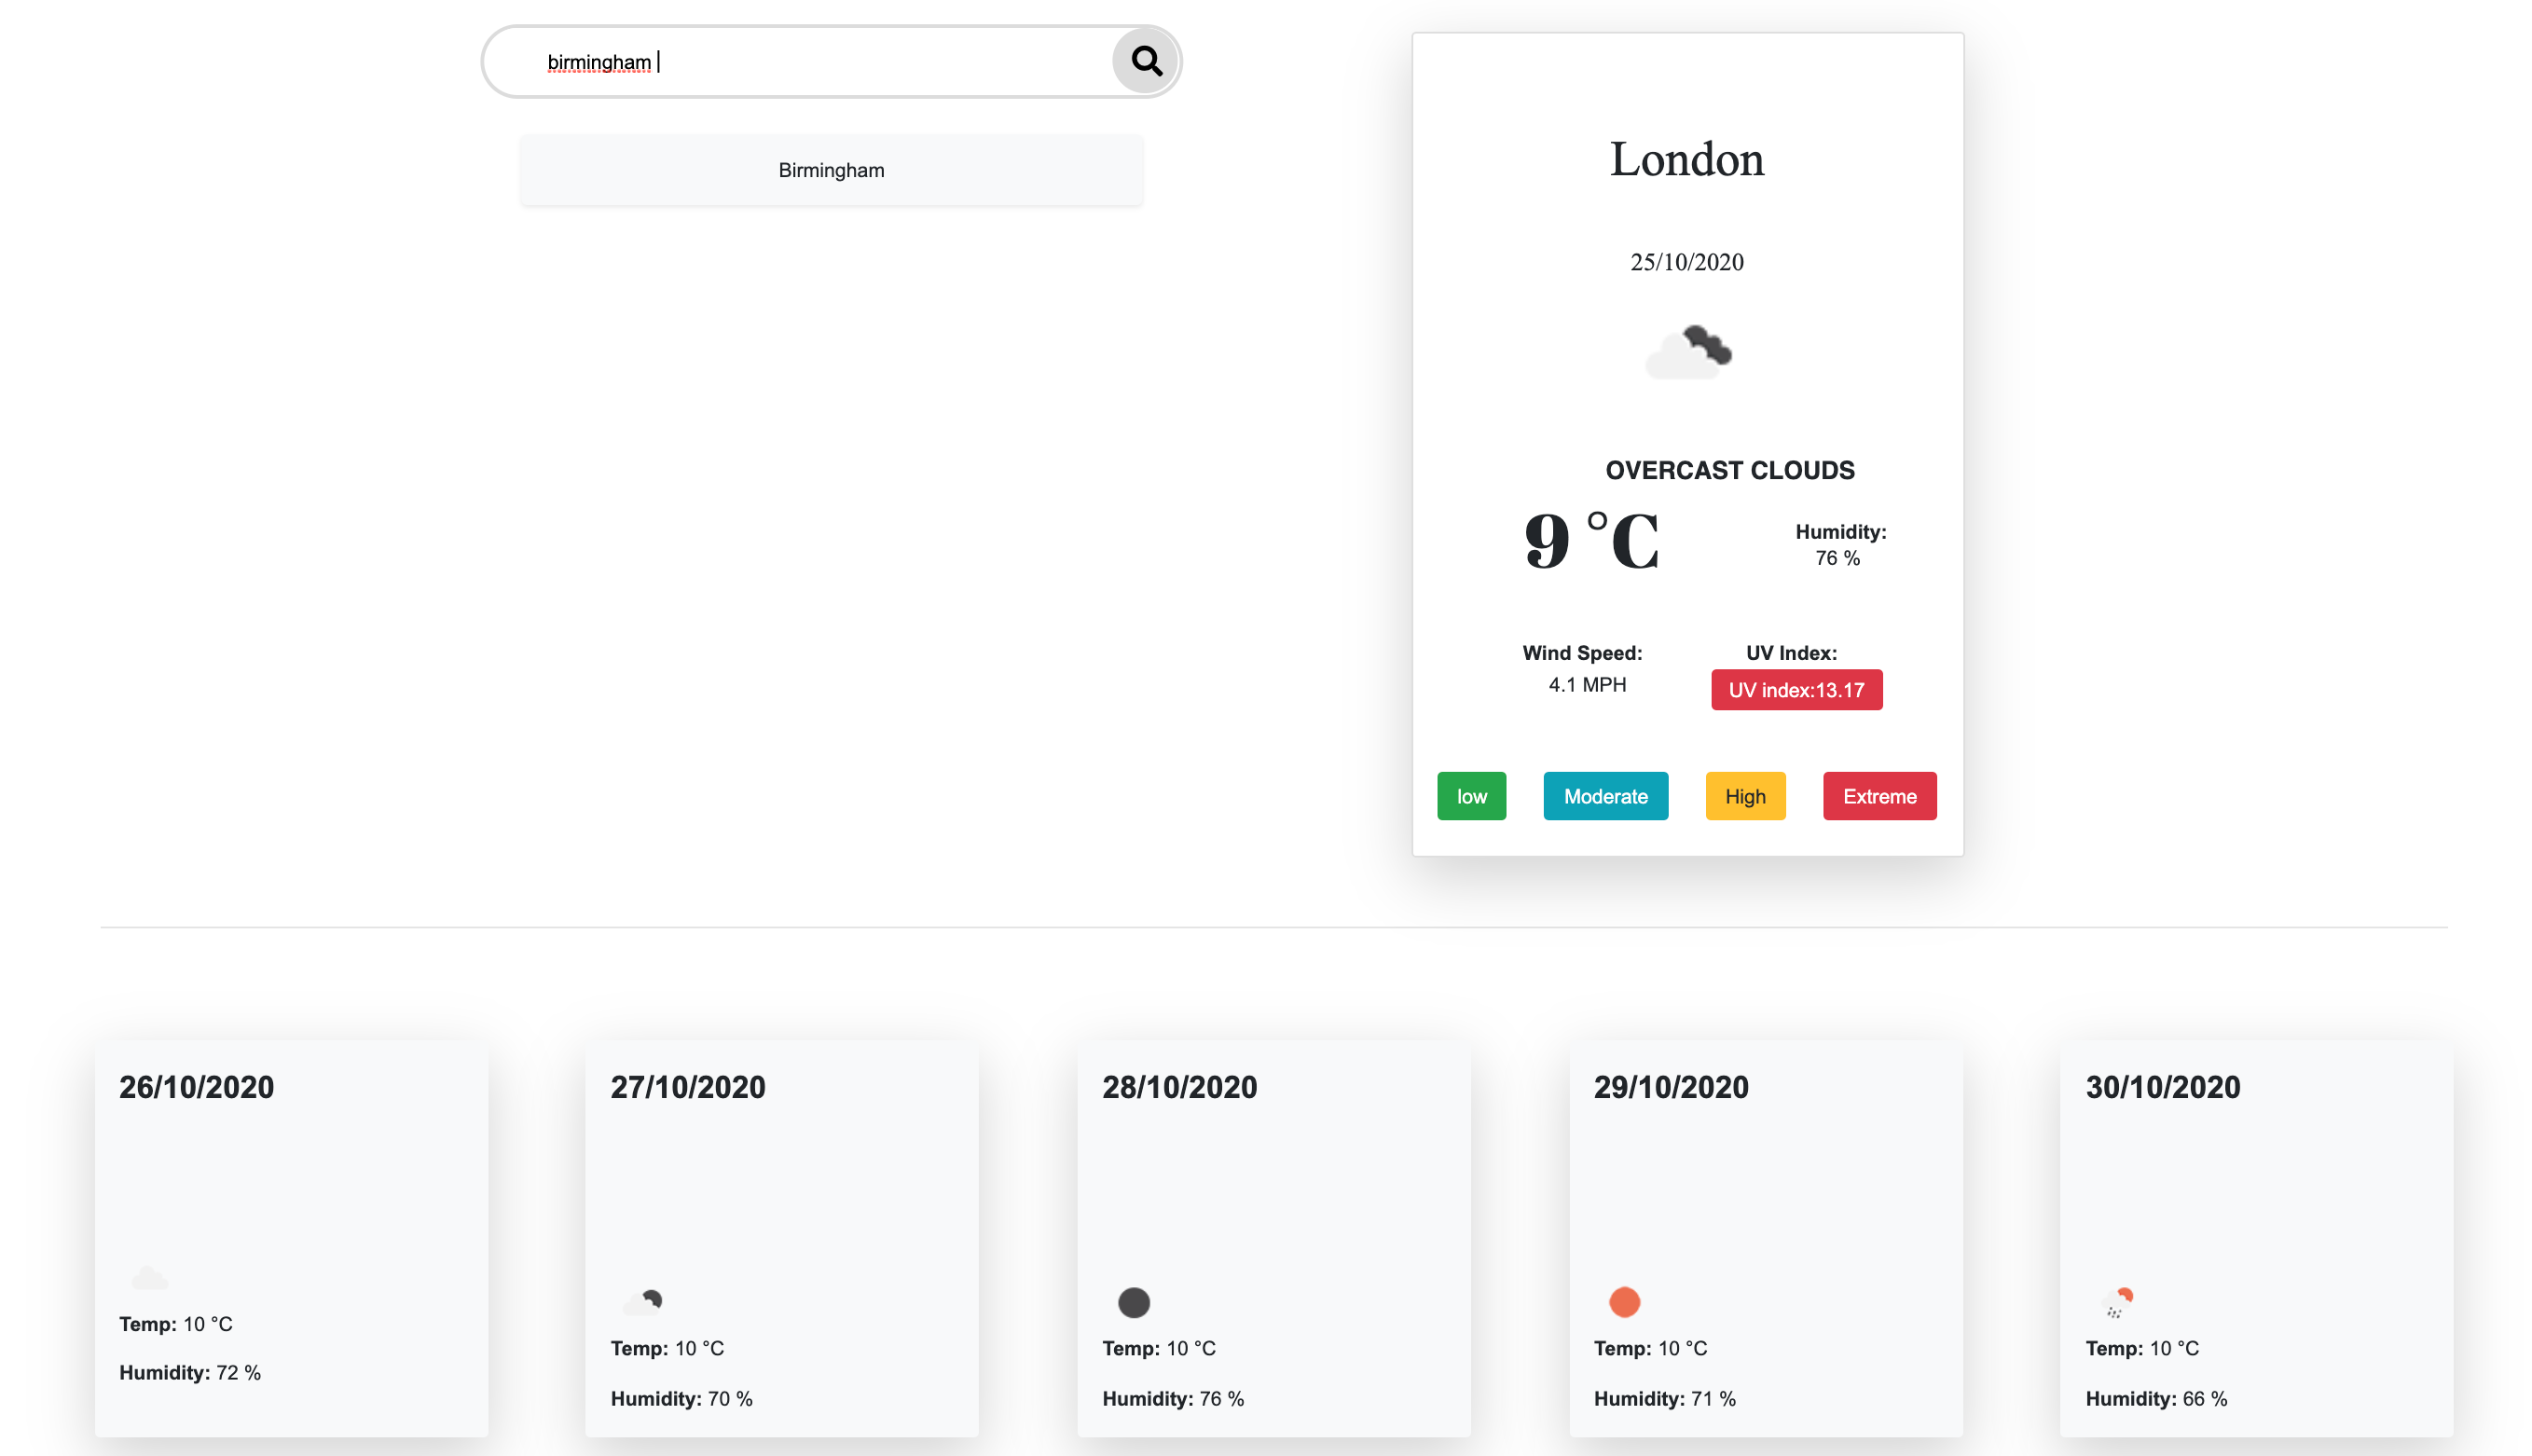 birmingham
Birmingham
London
25/10/2020
OVERCAST CLOUDS
9 °C
Humidity:
76 %
Wind Speed:
4.1 MPH
UV Index:
UV index:13.17
low
Moderate
High
Extreme
26/10/2020
Temp: 10 °C
Humidity: 72 %
27/10/2020
Temp: 10 °C
Humidity: 70 %
28/10/2020
Temp: 10 °C
Humidity: 76 %
29/10/2020
Temp: 10 °C
Humidity: 71 %
30/10/2020
Temp: 10 °C
Humidity: 66 %